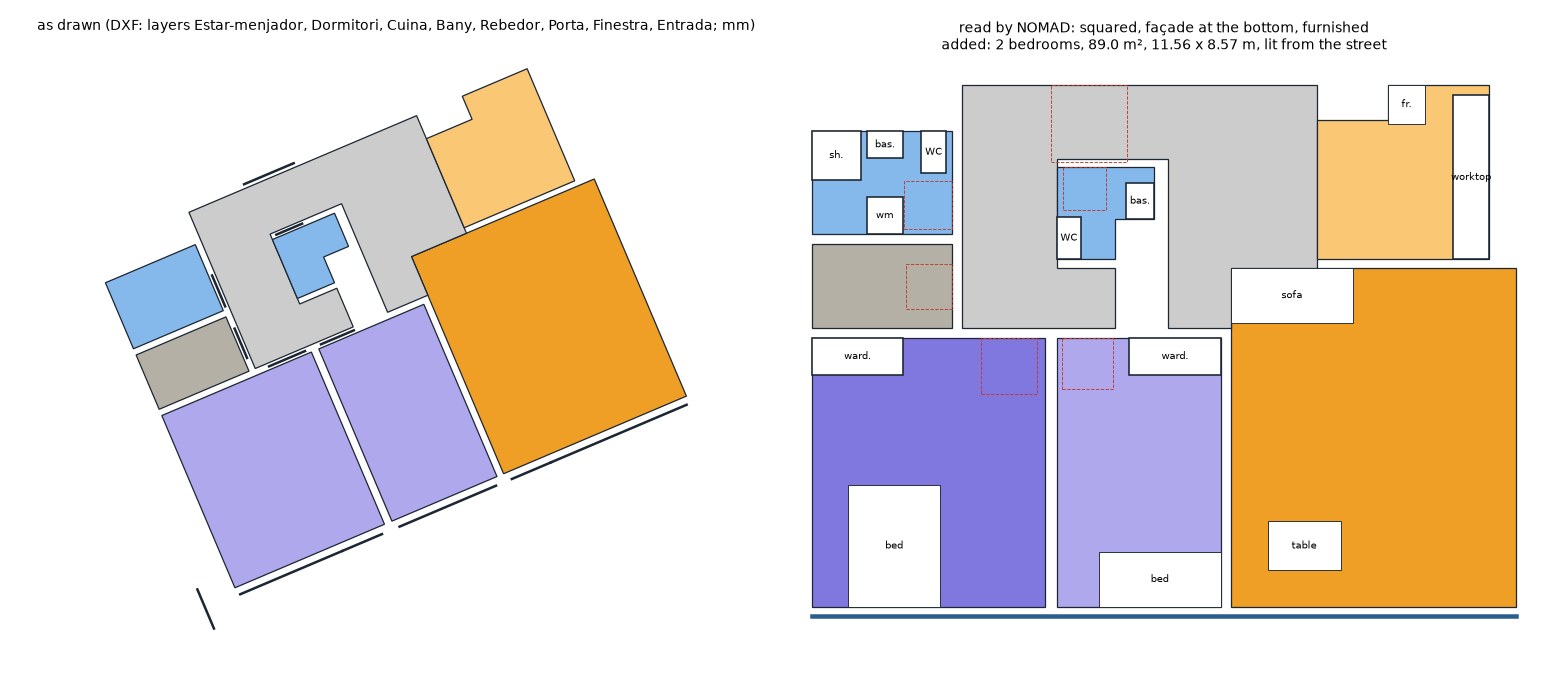 as drawn (DXF: layers Estar-menjador, Dormitori, Cuina, Bany, Rebedor, Porta, Finestra, Entrada; mm)
read by NOMAD: squared, façade at the bottom, furnished
added: 2 bedrooms, 89.0 m², 11.56 x 8.57 m, lit from the street
fr.
sh.
bas.
WC
worktop
bas.
wm
WC
sofa
ward.
ward.
bed
table
bed